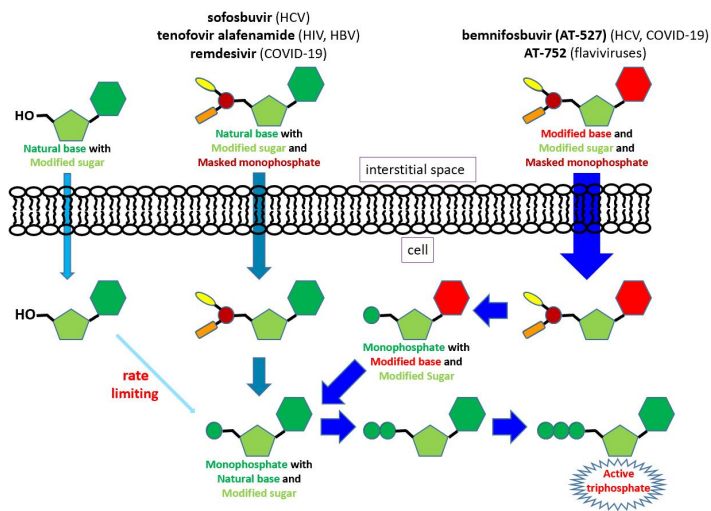 sofosbuvir (HCV)
tenofovir alafenamide (HIV, HBV)
remdesivir (COVID-19)
bemnifosbuvir (AT-527) (HCV, COVID-19)
AT-752 (flaviviruses)
HO
Natural base with
Modified sugar
Natural base with
Modified sugar and
Masked monophosphate
Modified base and
Modified sugar and
Masked monophosphate
interstitial space
cell
HO
Monophosphate with
Modified base and
Modified Sugar
rate
limiting
Monophosphate with
Natural base and
Modified sugar
Active
triphosphate